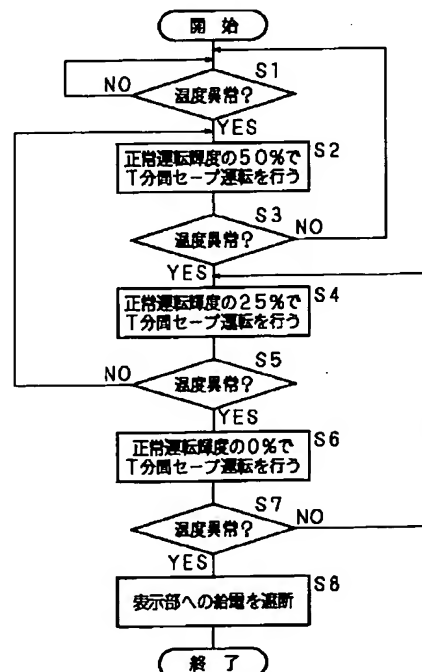 開始
S1
NO
温度異常?
YES
正常運転輝度の50%で
T分間セーブ運転を行う
S2
S3
NO
温度異常?
YES
正常運転輝度の25%で
T分間セーブ運転を行う
S4
S5
NO
温度異常?
YES
正常運転輝度の0%で
T分間セーブ運転を行う
S6
S7
NO
温度異常?
YES
表示部への給電を遮断
S8
終了